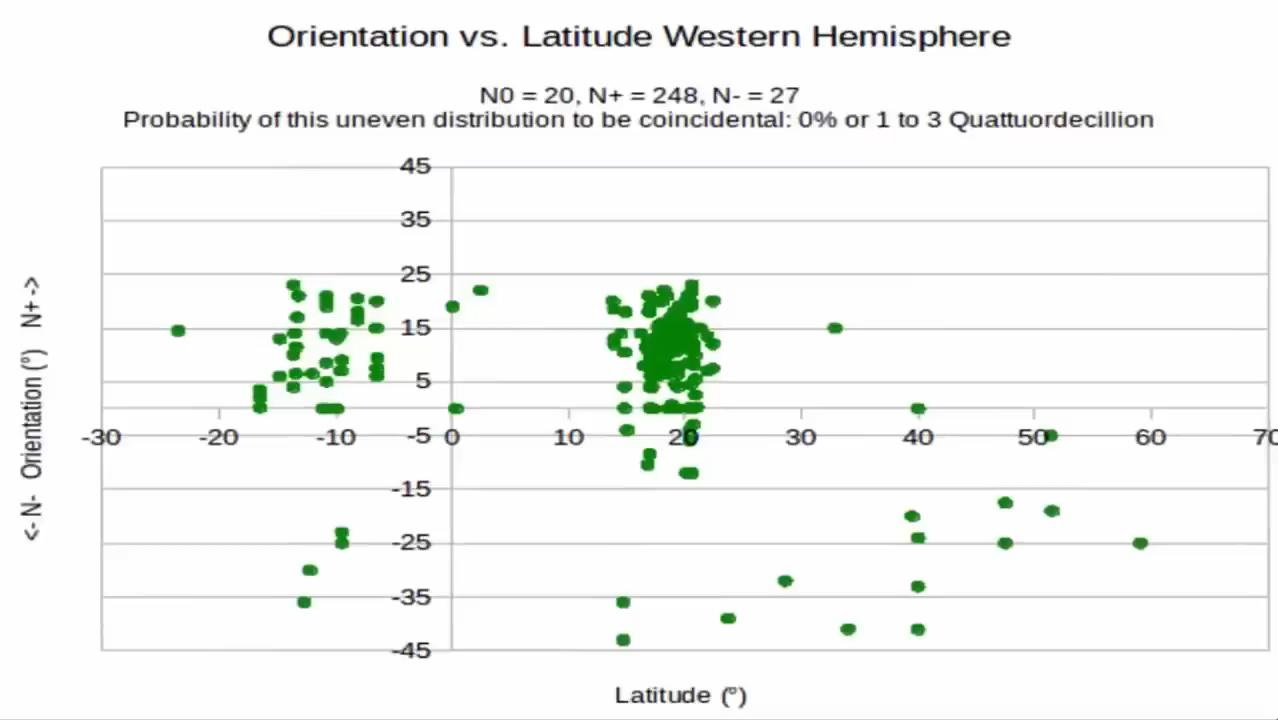 Orientation vs. Latitude Western Hemisphere
N0 = 20, N+ = 248, N- = 27
Probability of this uneven distribution to be coincidental: 0% or 1 to 3 Quattuordecillion
45
35
25
15
5
-5
-15
-25
-35
-45
-30 -20 -10 0 10 20 30 40 50 60 70
<- N- Orientation (°) N+ ->
Latitude (°)